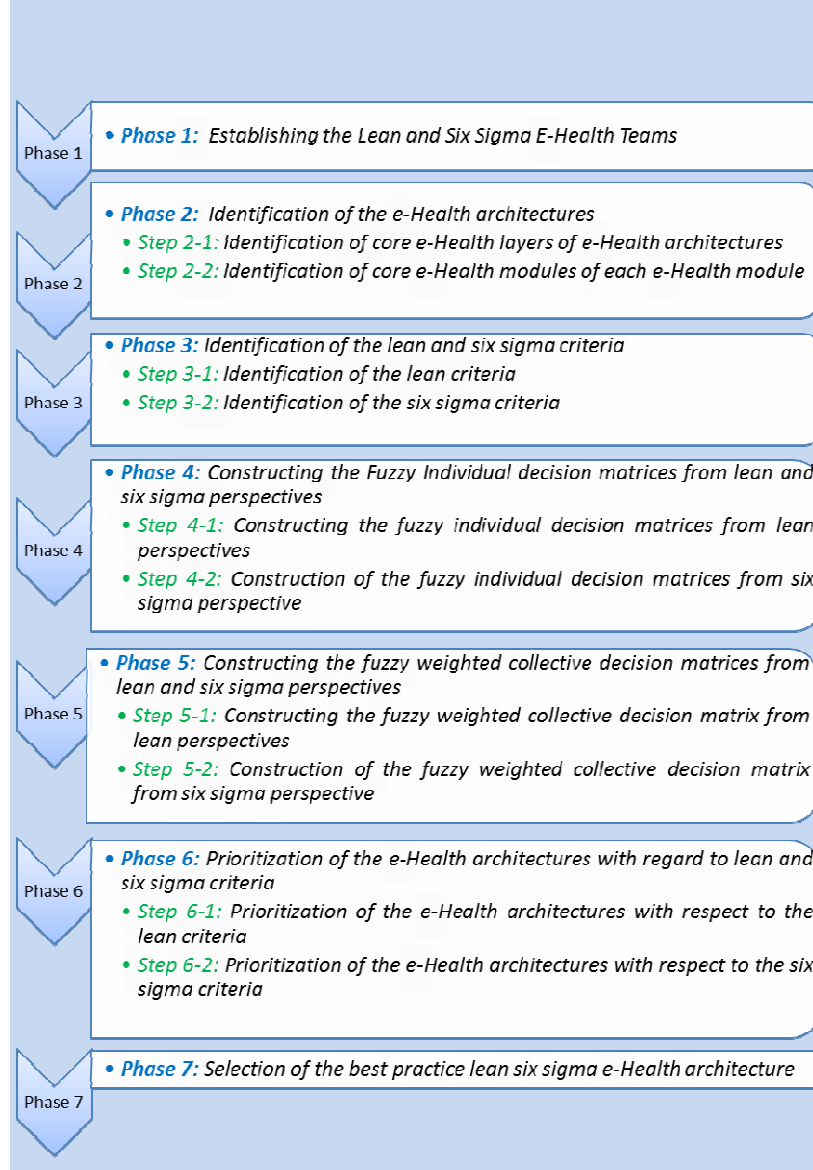 Phase 1
• Phase 1: Establishing the Lean and Six Sigma E-Health Teams
Phase 2
• Phase 2: Identification of the e-Health architectures
• Step 2-1: Identification of core e-Health layers of e-Health architectures
• Step 2-2: Identification of core e-Health modules of each e-Health module
Phase 3
• Phase 3: Identification of the lean and six sigma criteria
• Step 3-1: Identification of the lean criteria
• Step 3-2: Identification of the six sigma criteria
Phase 4
• Phase 4: Constructing the Fuzzy Individual decision matrices from lean and
six sigma perspectives
• Step 4-1: Constructing the fuzzy individual decision matrices from lean
perspectives
• Step 4-2: Construction of the fuzzy individual decision matrices from six
sigma perspective
Phase 5
• Phase 5: Constructing the fuzzy weighted collective decision matrices from
lean and six sigma perspectives
• Step 5-1: Constructing the fuzzy weighted collective decision matrix from
lean perspectives
• Step 5-2: Construction of the fuzzy weighted collective decision matrix
from six sigma perspective
Phase 6
• Phase 6: Prioritization of the e-Health architectures with regard to lean and
six sigma criteria
• Step 6-1: Prioritization of the e-Health architectures with respect to the
lean criteria
• Step 6-2: Prioritization of the e-Health architectures with respect to the six
sigma criteria
Phase 7
• Phase 7: Selection of the best practice lean six sigma e-Health architecture